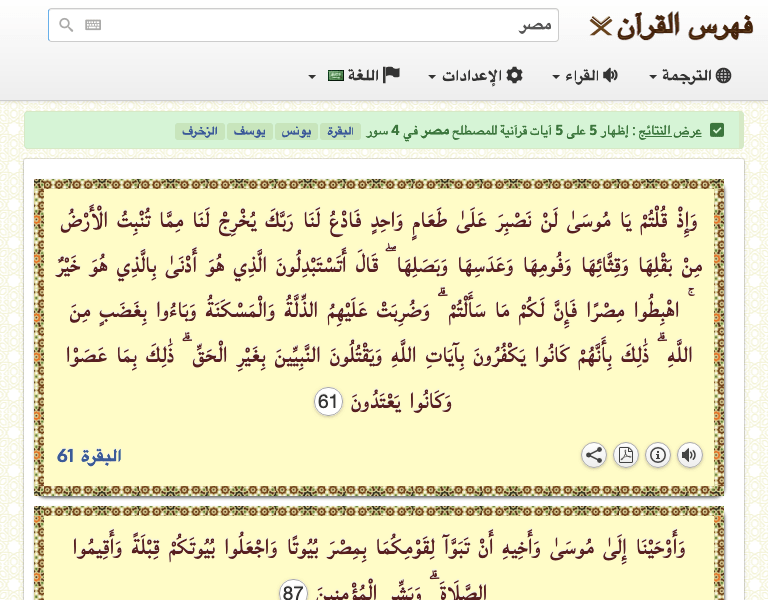 فهرس القرآن
مصر
الترجمة
القراء
الإعدادات
اللغة
عرض النتائج : إظهار 5 على 5 آيات قرآنية للمصطلح مصر في 4 سور البقرة يونس يوسف الزخرف
وَإِذْ قُلْتُمْ يَا مُوسَىٰ لَنْ نَصْبِرَ عَلَىٰ طَعَامٍ وَاحِدٍ فَادْعُ لَنَا رَبَّكَ يُخْرِجْ لَنَا مِمَّا تُنْبِتُ الْأَرْضُ
مِنْ بَقْلِهَا وَقِثَّائِهَا وَفُومِهَا وَعَدَسِهَا وَبَصَلِهَا ۖ قَالَ أَتَسْتَبْدِلُونَ الَّذِي هُوَ أَدْنَىٰ بِالَّذِي هُوَ خَيْرٌ
ۚ اهْبِطُوا مِصْرًا فَإِنَّ لَكُمْ مَا سَأَلْتُمْ ۗ وَضُرِبَتْ عَلَيْهِمُ الذِّلَّةُ وَالْمَسْكَنَةُ وَبَاءُوا بِغَضَبٍ مِنَ
اللَّهِ ۗ ذَٰلِكَ بِأَنَّهُمْ كَانُوا يَكْفُرُونَ بِآيَاتِ اللَّهِ وَيَقْتُلُونَ النَّبِيِّينَ بِغَيْرِ الْحَقِّ ۗ ذَٰلِكَ بِمَا عَصَوْا
وَكَانُوا يَعْتَدُونَ 61
البقرة 61
وَأَوْحَيْنَا إِلَىٰ مُوسَىٰ وَأَخِيهِ أَنْ تَبَوَّآ لِقَوْمِكُمَا بِمِصْرَ بُيُوتًا وَاجْعَلُوا بُيُوتَكُمْ قِبْلَةً وَأَقِيمُوا
الصَّلَاةَ ۗ وَبَشِّرِ الْمُؤْمِنِينَ 87